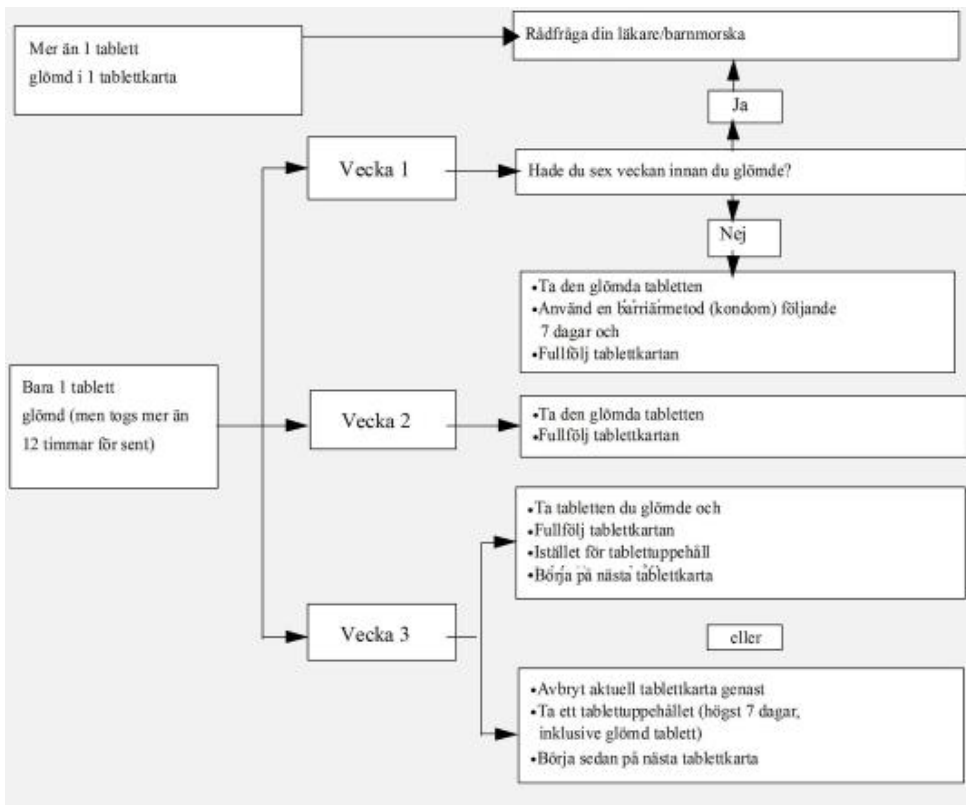 Mer än 1 tablett
glömd i 1 tablettkarta
Rådfråga din läkare/barnmorska
Ja
Vecka 1
Hade du sex veckan innan du glömde?
Nej
•Ta den glömda tabletten
•Använd en barriärmetod (kondom) följande
7 dagar och
•Fullfölj tablettkartan
Bara 1 tablett
glömd (men togs mer än
12 timmar för sent)
Vecka 2
•Ta den glömda tabletten
•Fullfölj tablettkartan
•Ta tabletten du glömde och
•Fullfölj tablettkartan
•Istället för tablettuppehåll
•Börja på nästa tablettkarta
Vecka 3
eller
•Avbryt aktuell tablettkarta genast
•Ta ett tablettuppehållet (högst 7 dagar,
inklusive glömd tablett)
•Börja sedan på nästa tablettkarta